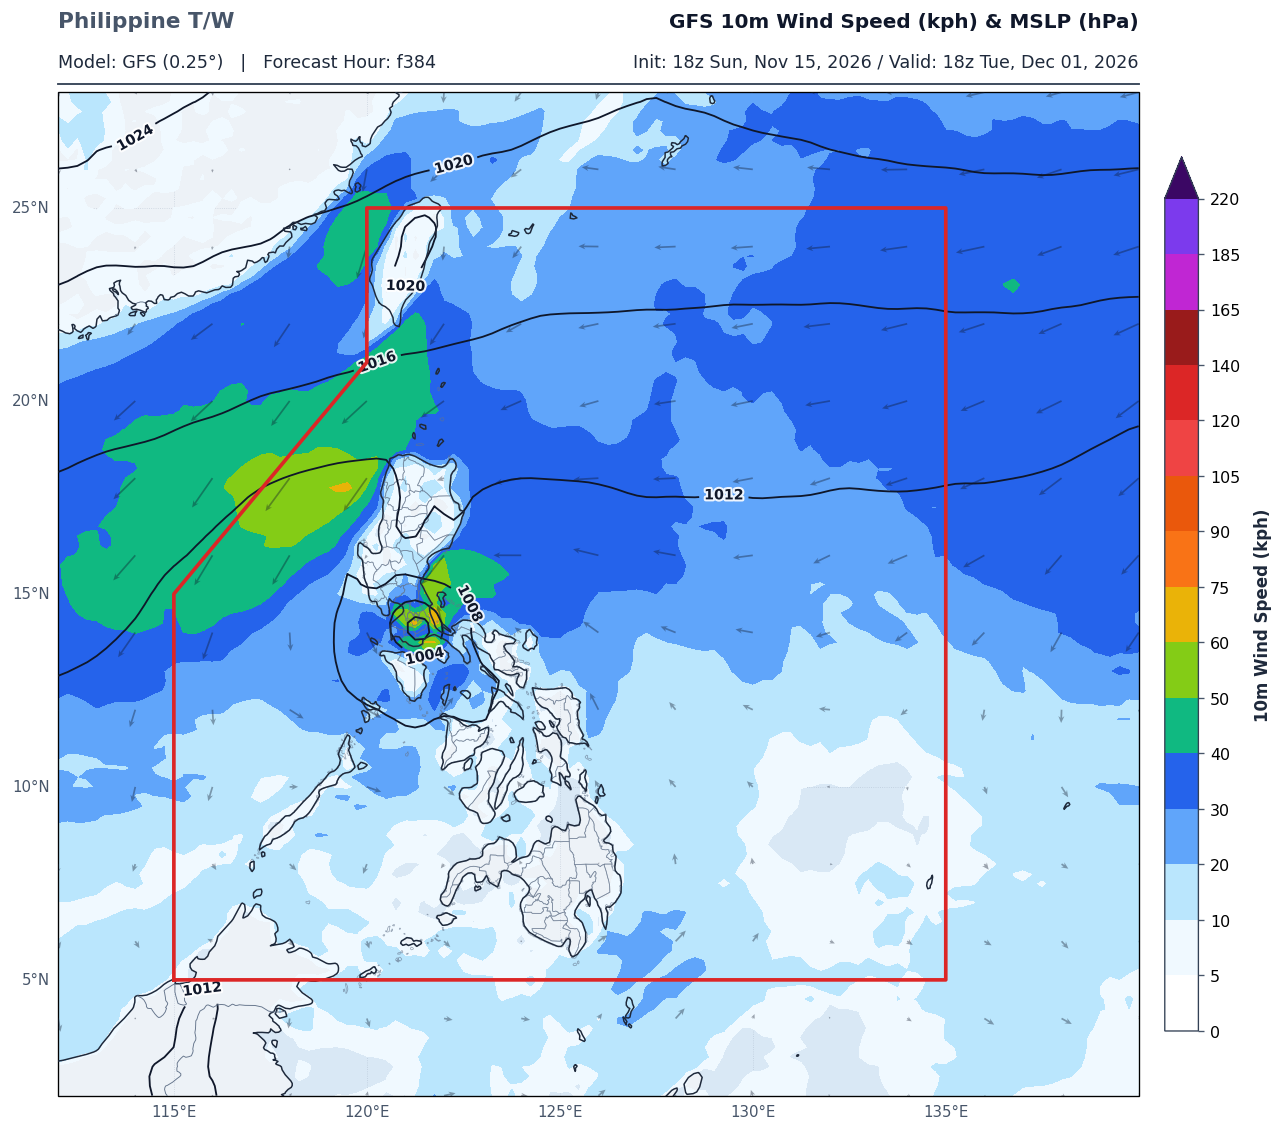 Philippine T/W
GFS 10m Wind Speed (kph) & MSLP (hPa)
Model: GFS (0.25°) | Forecast Hour: f384
Init: 18z Sun, Nov 15, 2026 / Valid: 18z Tue, Dec 01, 2026
1024
1020
1020
1016
1012
1008
1004
1012
25°N
20°N
15°N
10°N
5°N
115°E
120°E
125°E
130°E
135°E
220
185
165
140
120
105
90
75
60
50
40
30
20
10
5
0
10m Wind Speed (kph)